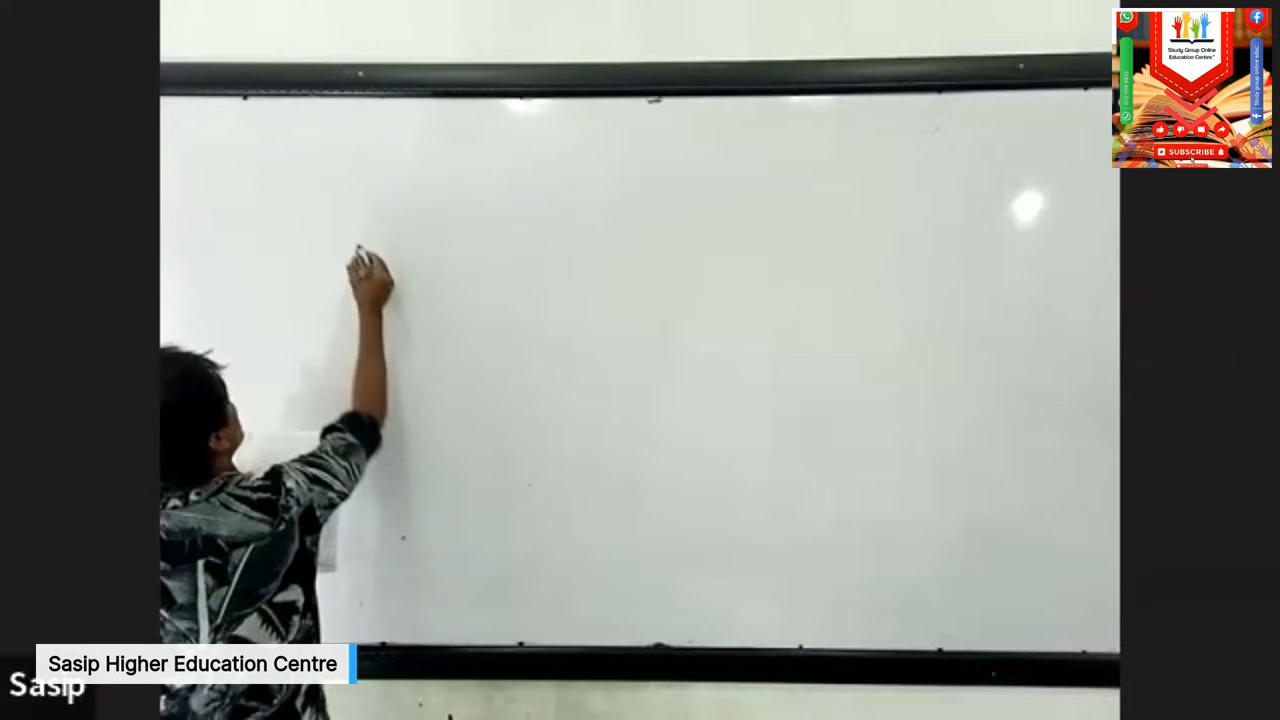 Study Group Online
Education Centre
SUBSCRIBE
Sasip Higher Education Centre
Sasip